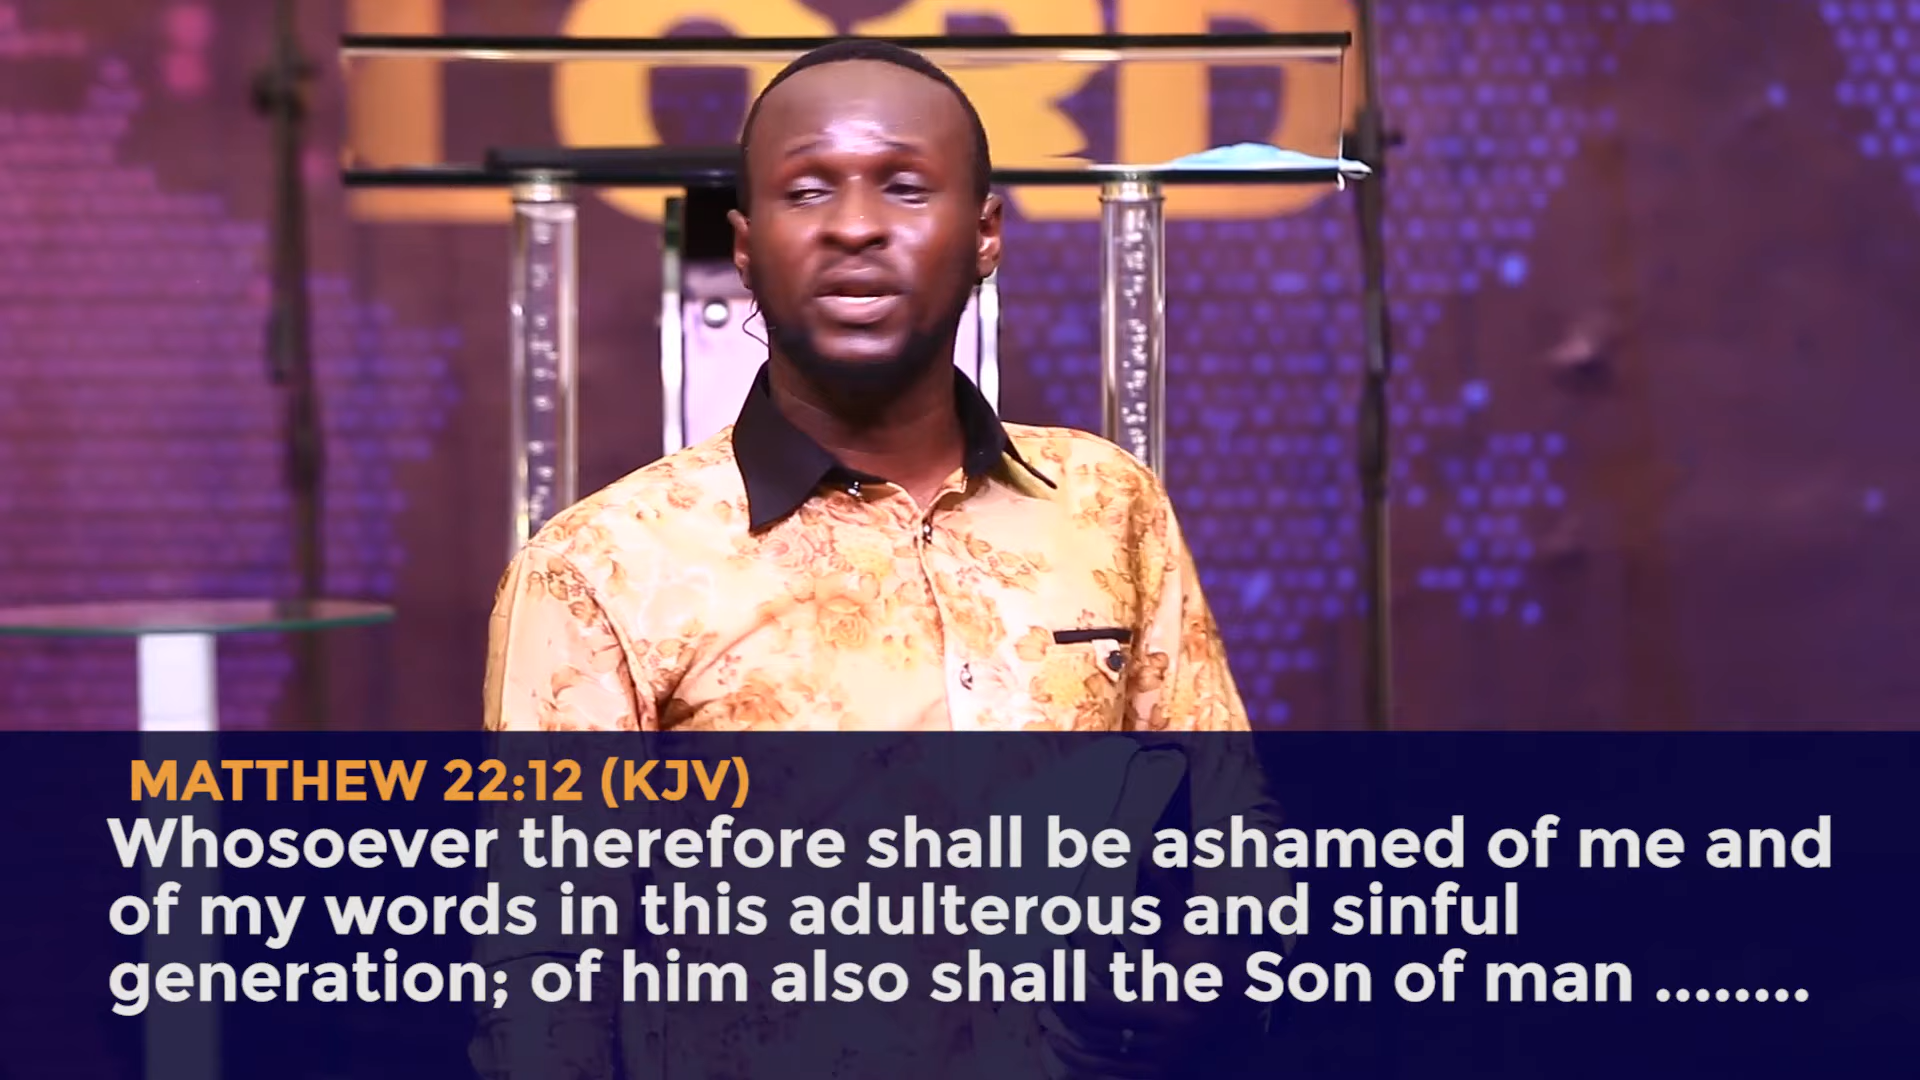 LORD
MATTHEW 22:12 (KJV)
Whosoever therefore shall be ashamed of me and
of my words in this adulterous and sinful
generation; of him also shall the Son of man ........